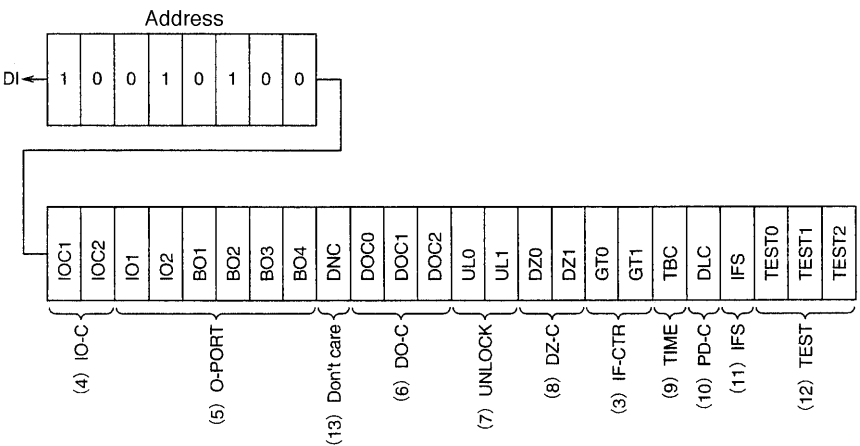 Address
DI 1 0 0 1 0 1 0 0
IOC1 IOC2 IO1 IO2 BO1 BO2 BO3 BO4 DNC DOC0 DOC1 DOC2 UL0 UL1 DZ0 DZ1 GT0 GT1 TBC DLC IFS TEST0 TEST1 TEST2
(4) IO-C
(5) O-PORT
(13) Don't care
(6) DO-C
(7) UNLOCK
(8) DZ-C
(3) IF-CTR
(9) TIME
(10) PD-C
(11) IFS
(12) TEST